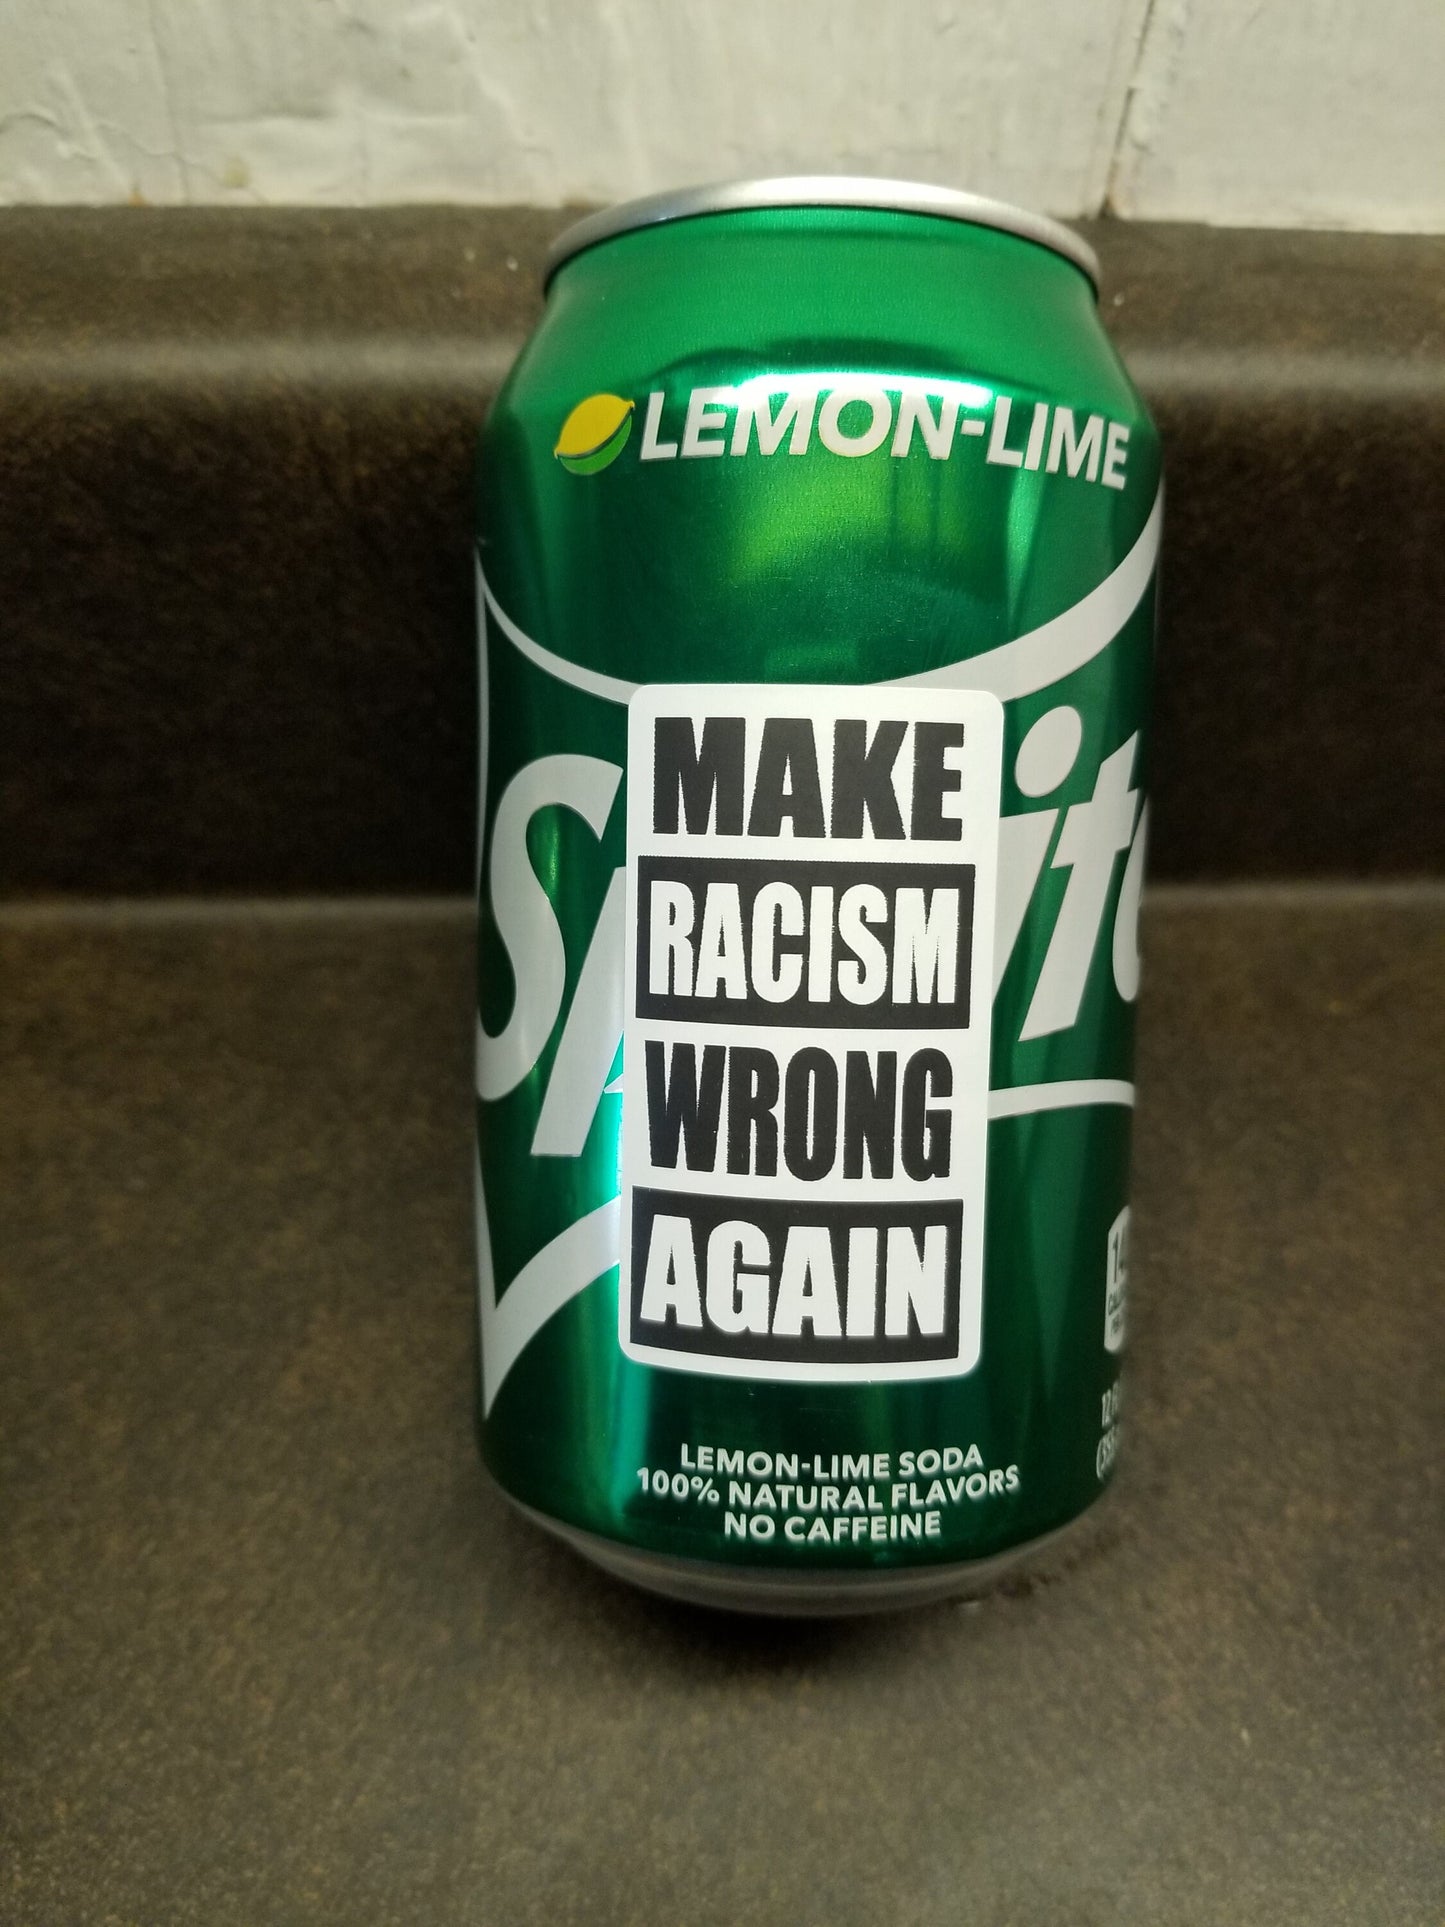 LEMON-LIME
MAKE
RACISM
WRONG
AGAIN
LEMON-LIME SODA
100% NATURAL FLAVORS
NO CAFFEINE